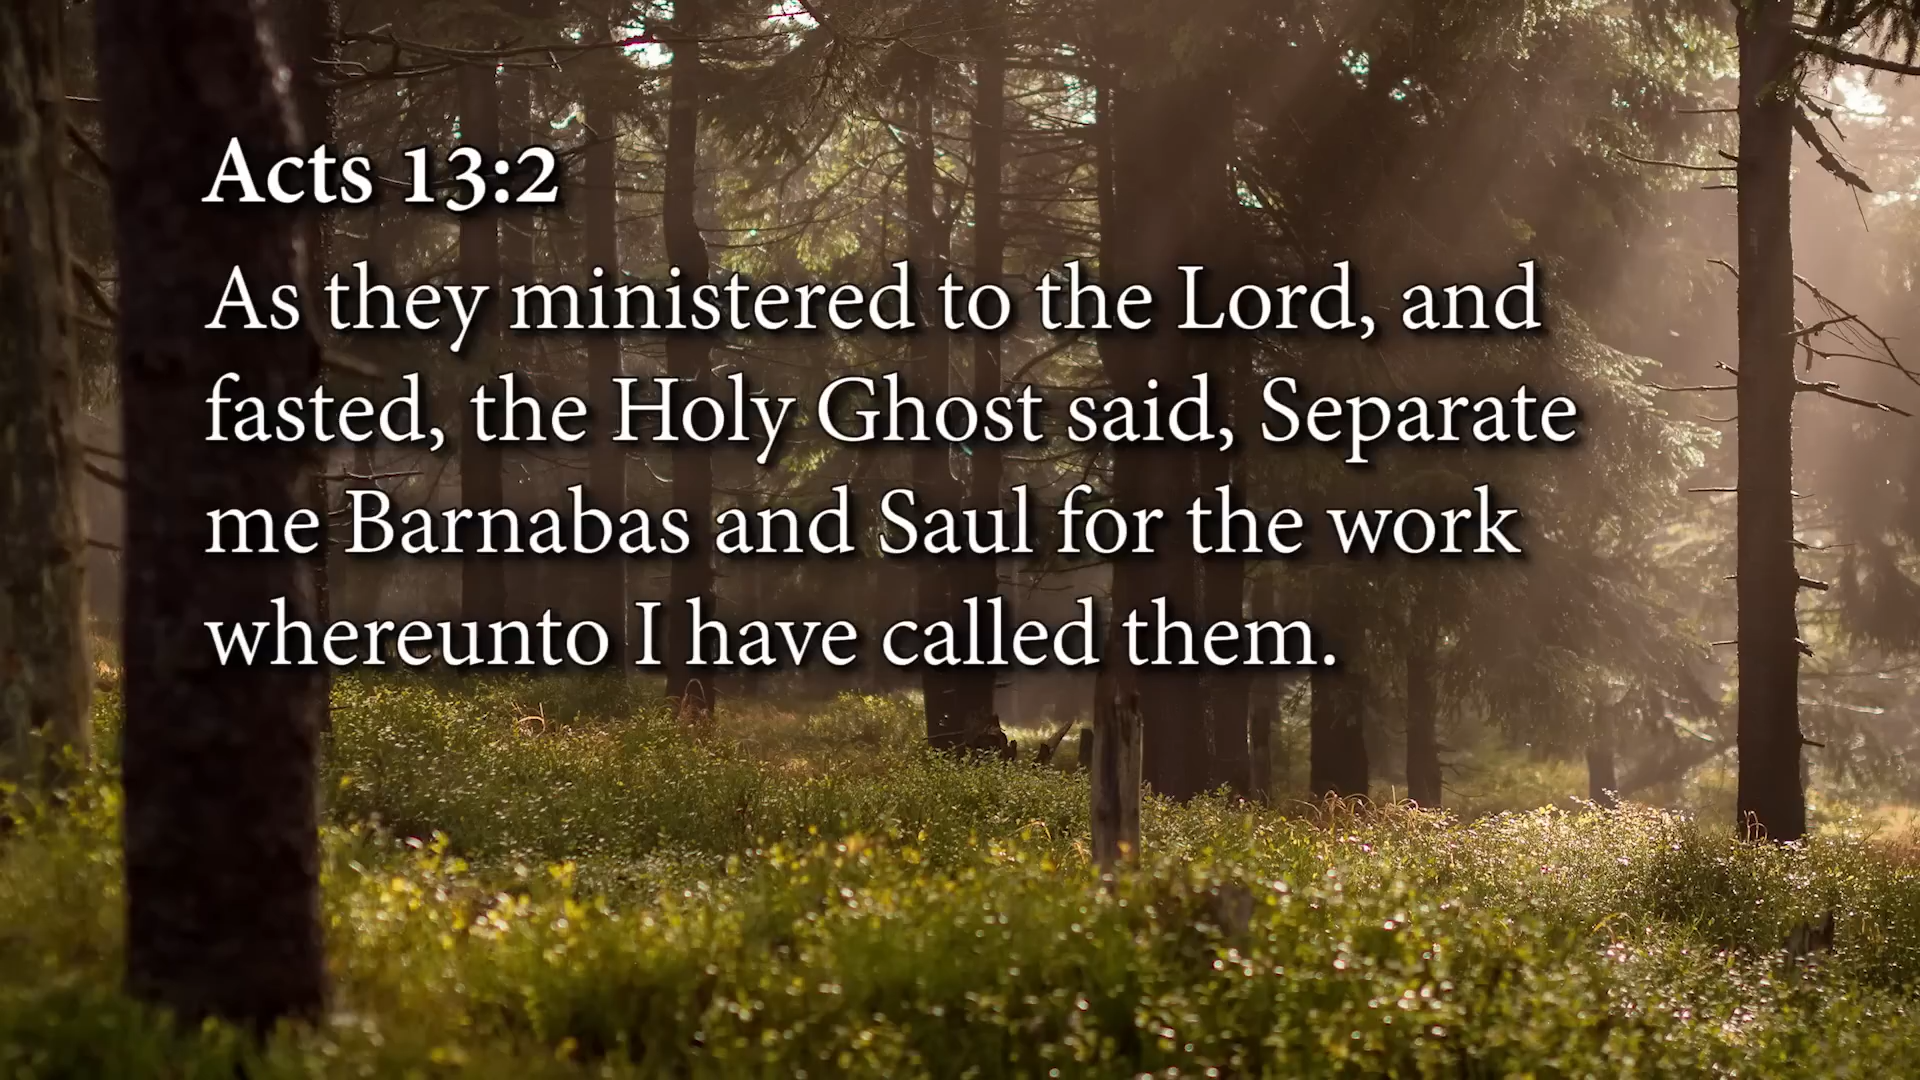 Acts 13:2
As they ministered to the Lord, and
fasted, the Holy Ghost said, Separate
me Barnabas and Saul for the work
whereunto I have called them.